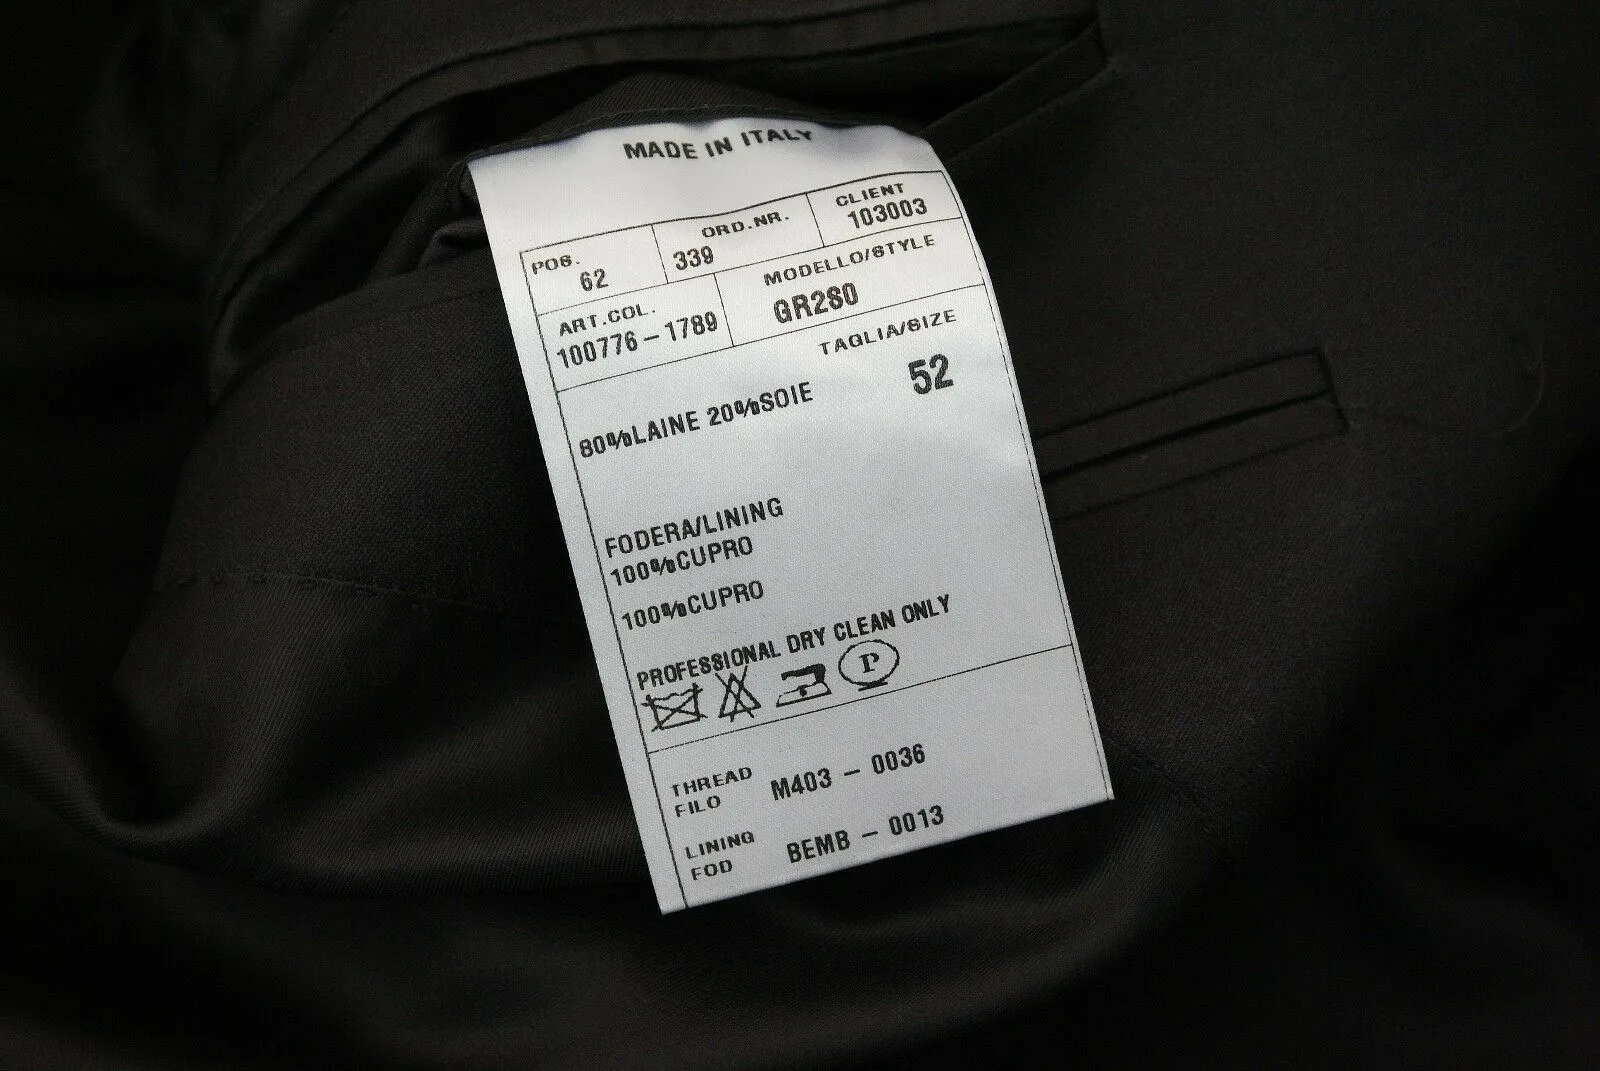 MADE IN ITALY
POS. ORD.NR. CLIENT
62 339 103003
ART.COL. MODELLO/STYLE
100776-1789 GR2S0
TAGLIA/SIZE
80%LAINE 20%SOIE 52
FODERA/LINING
100%CUPRO
100%CUPRO
PROFESSIONAL DRY CLEAN ONLY
P
THREAD M403 - 0036
FILO
LINING BEMB - 0013
FOD